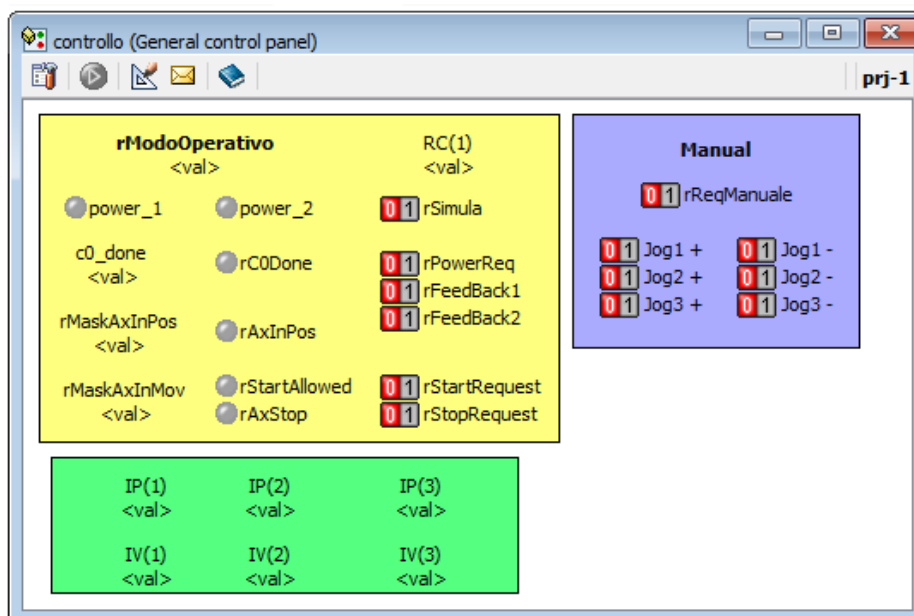 controllo (General control panel)
prj-1
rModoOperativo RC(1)
<val> <val>
power_1 power_2 0 1 rSimula
c0_done
<val>
rC0Done
0 1 rPowerReq
0 1 rFeedBack1
0 1 rFeedBack2
rMaskAxInPos
<val>
rAxInPos
rMaskAxInMov
<val>
rStartAllowed
rAxStop
0 1 rStartRequest
0 1 rStopRequest
Manual
0 1 rReqManuale
0 1 Jog1 + 0 1 Jog1 -
0 1 Jog2 + 0 1 Jog2 -
0 1 Jog3 + 0 1 Jog3 -
IP(1) IP(2) IP(3)
<val> <val> <val>
IV(1) IV(2) IV(3)
<val> <val> <val>